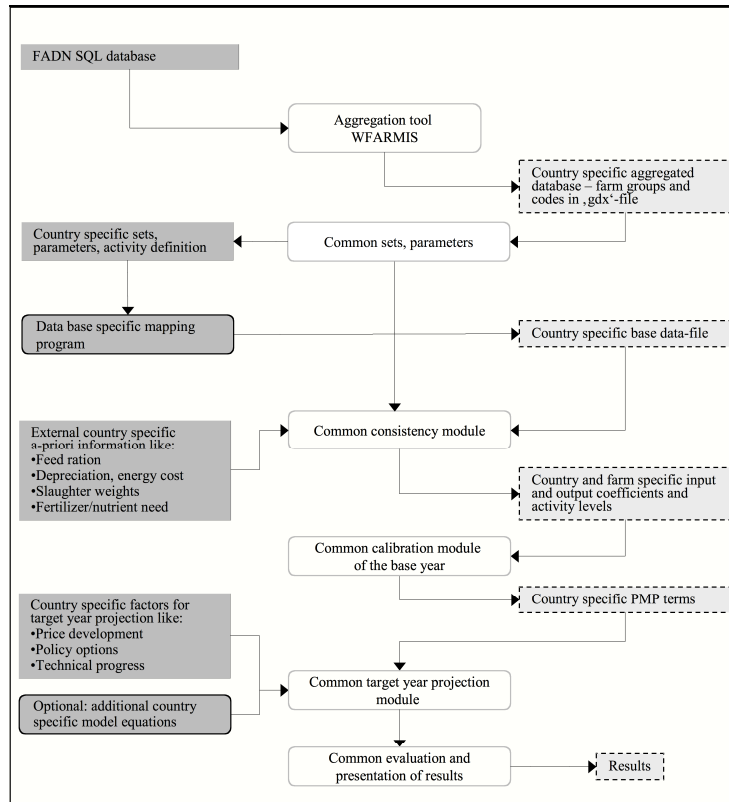 FADN SQL database
Aggregation tool
WFARMIS
Country specific aggregated
database – farm groups and
codes in ‚gdx‘-file
Country specific sets,
parameters, activity definition
Common sets, parameters
Data base specific mapping
program
Country specific base data-file
External country specific
a-priori information like:
•Feed ration
•Depreciation, energy cost
•Slaughter weights
•Fertilizer/nutrient need
Common consistency module
Country and farm specific input
and output coefficients and
activity levels
Common calibration module
of the base year
Country specific PMP terms
Country specific factors for
target year projection like:
•Price development
•Policy options
•Technical progress
Common target year projection
module
Optional: additional country
specific model equations
Common evaluation and
presentation of results
Results